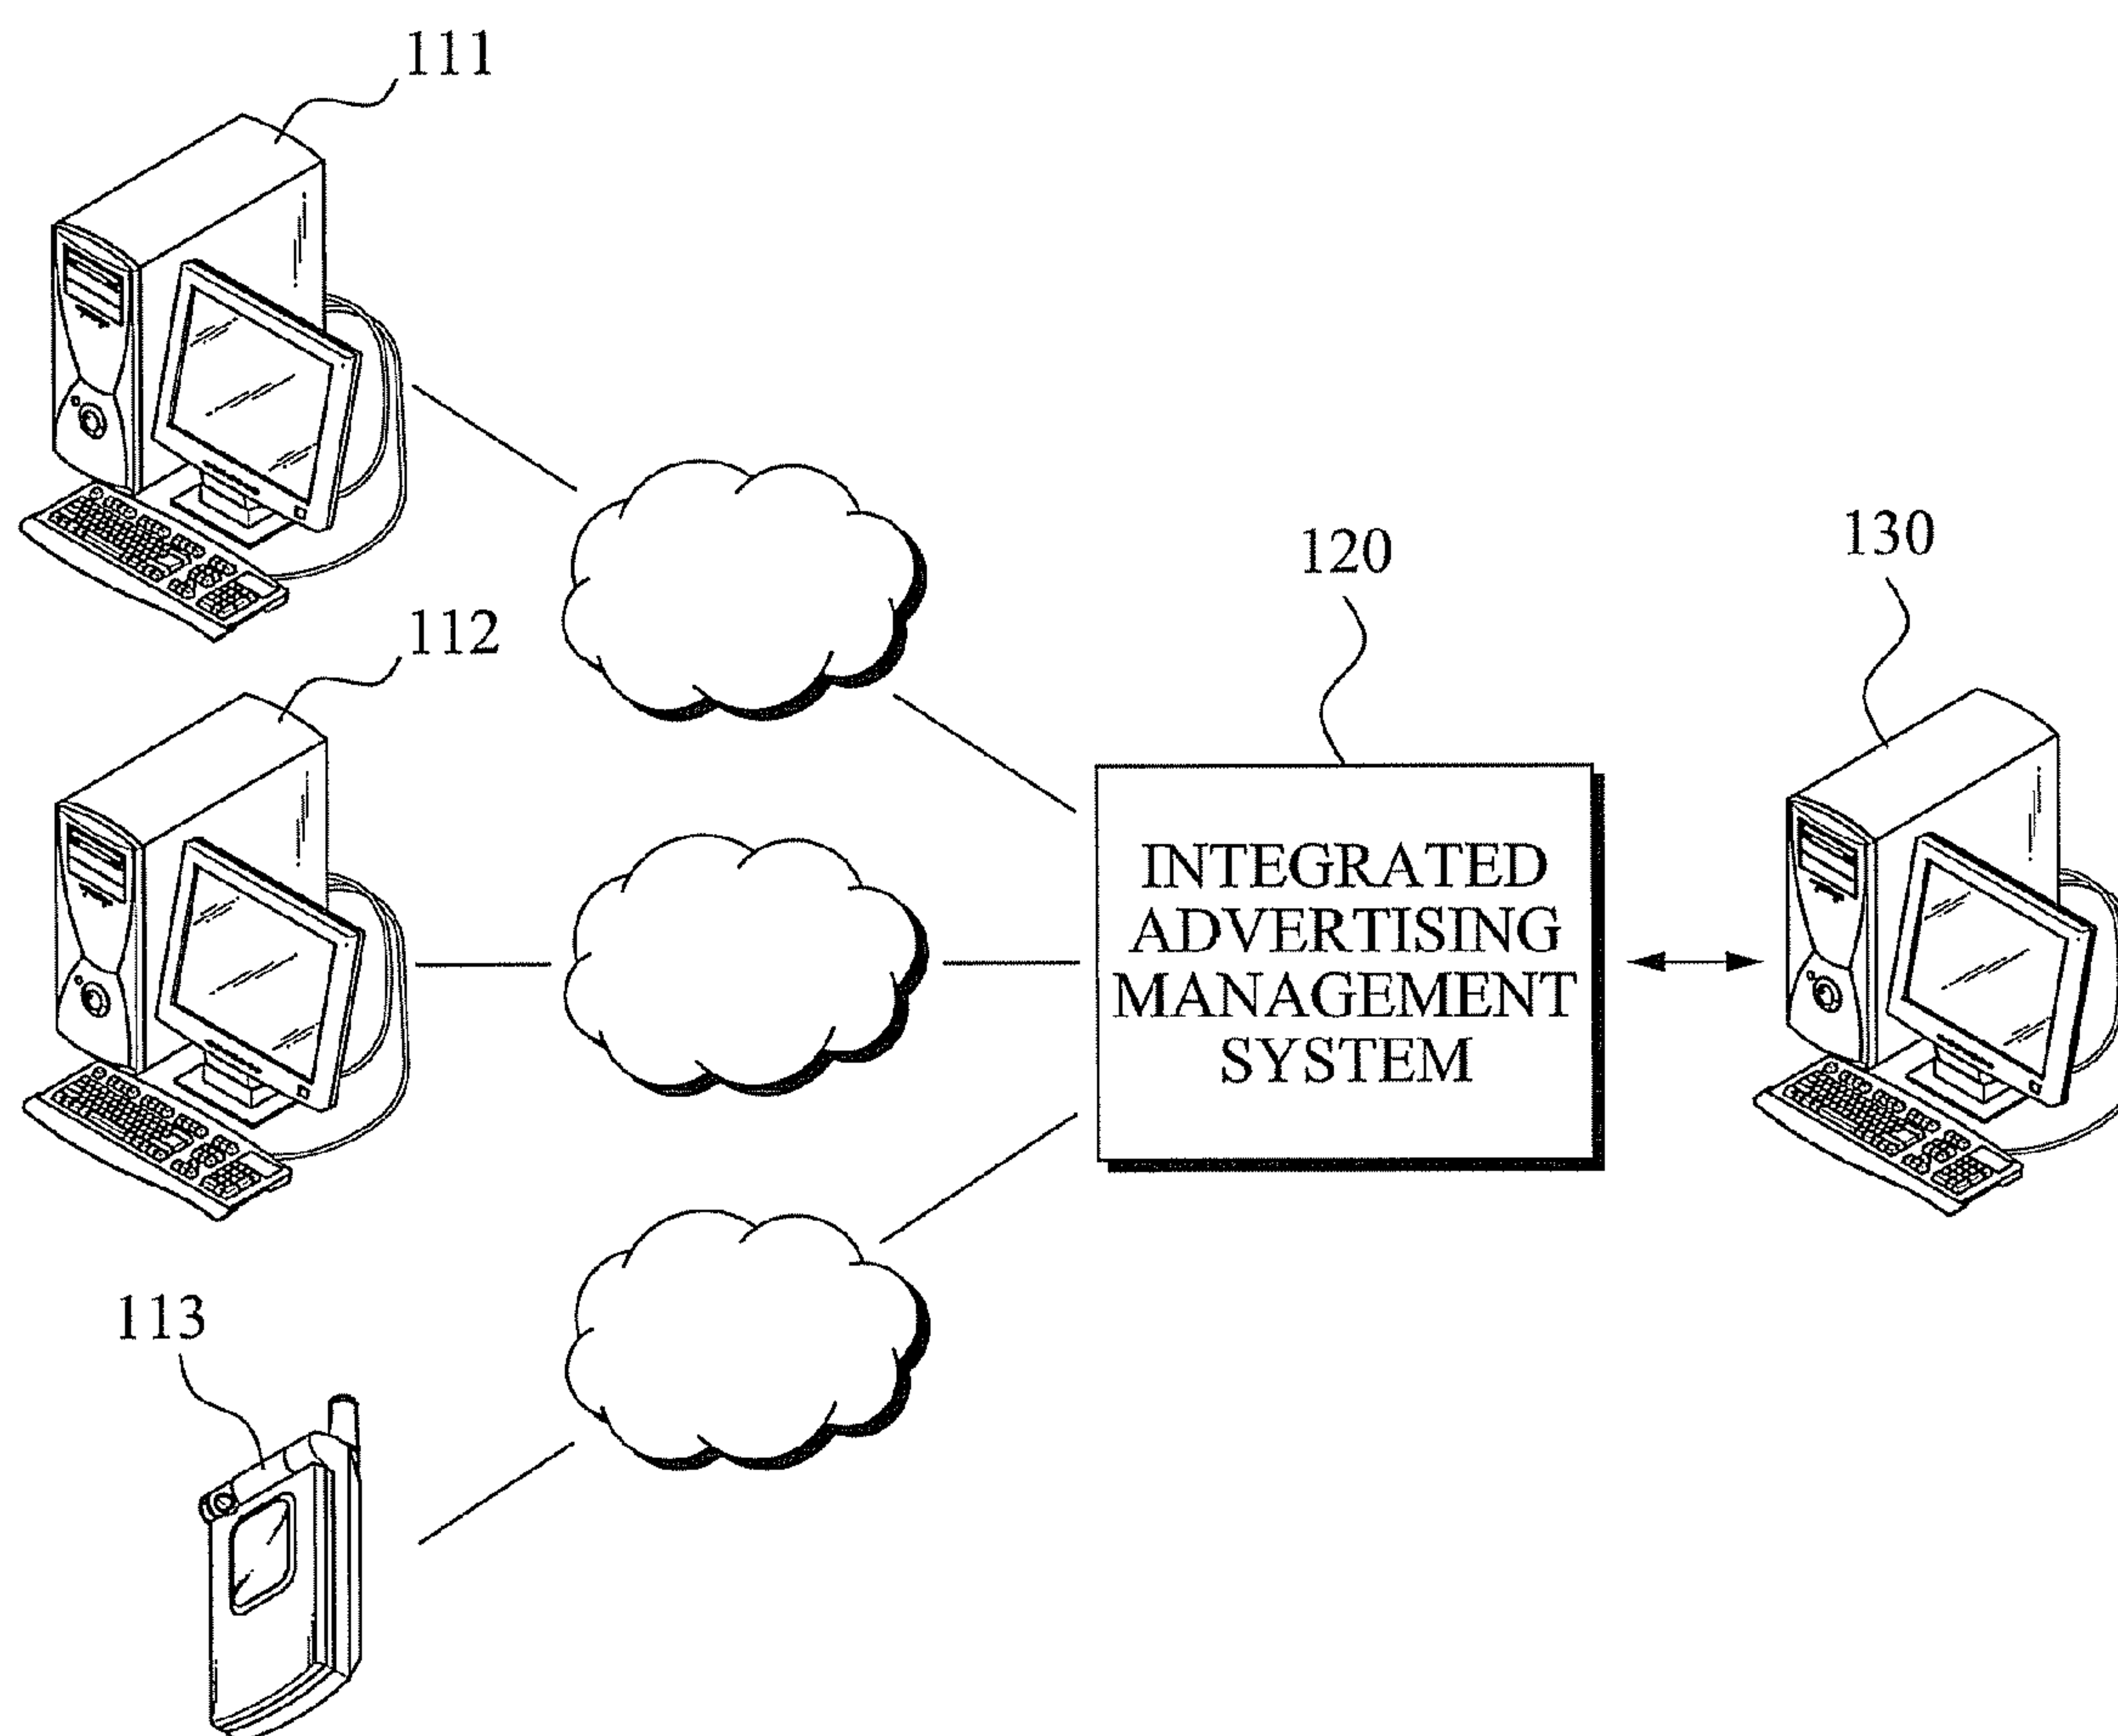 111
112
120
130
INTEGRATED
ADVERTISING
MANAGEMENT
SYSTEM
113